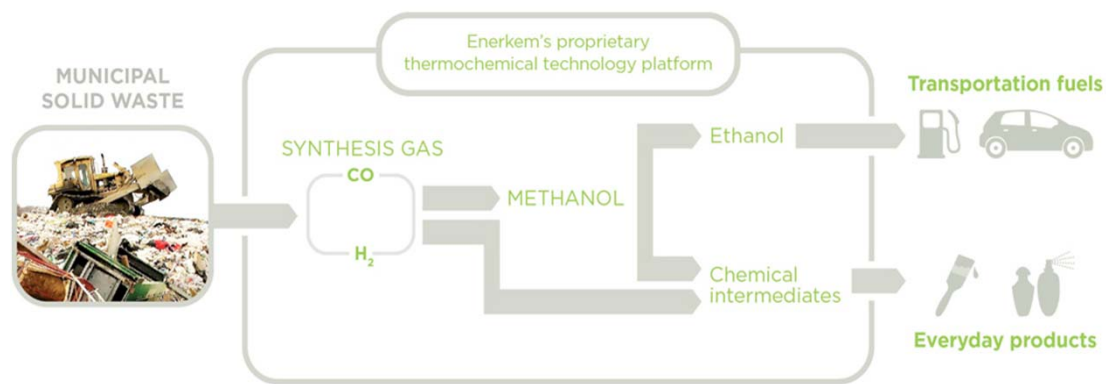 Enerkem's proprietary
thermochemical technology platform
MUNICIPAL
SOLID WASTE
Transportation fuels
SYNTHESIS GAS
CO
H₂
METHANOL
Ethanol
Chemical
intermediates
Everyday products